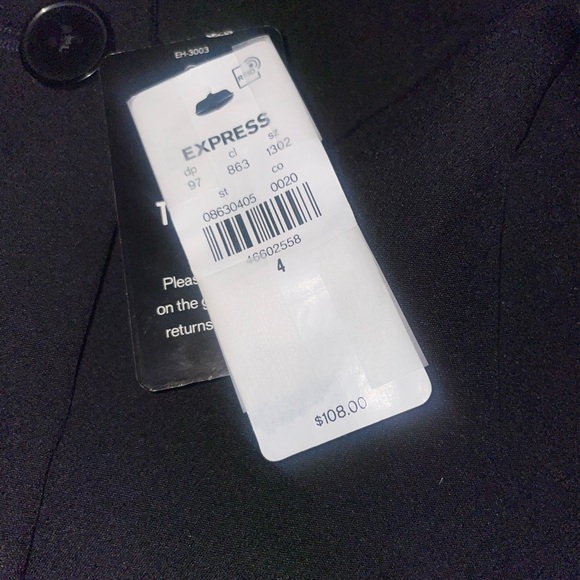 EH-3003
RFID
EXPRESS
dp cl sz
97 863 1302
st co
08630405 0020
46602558
4
$108.00
T
Pleas
on the g
returns